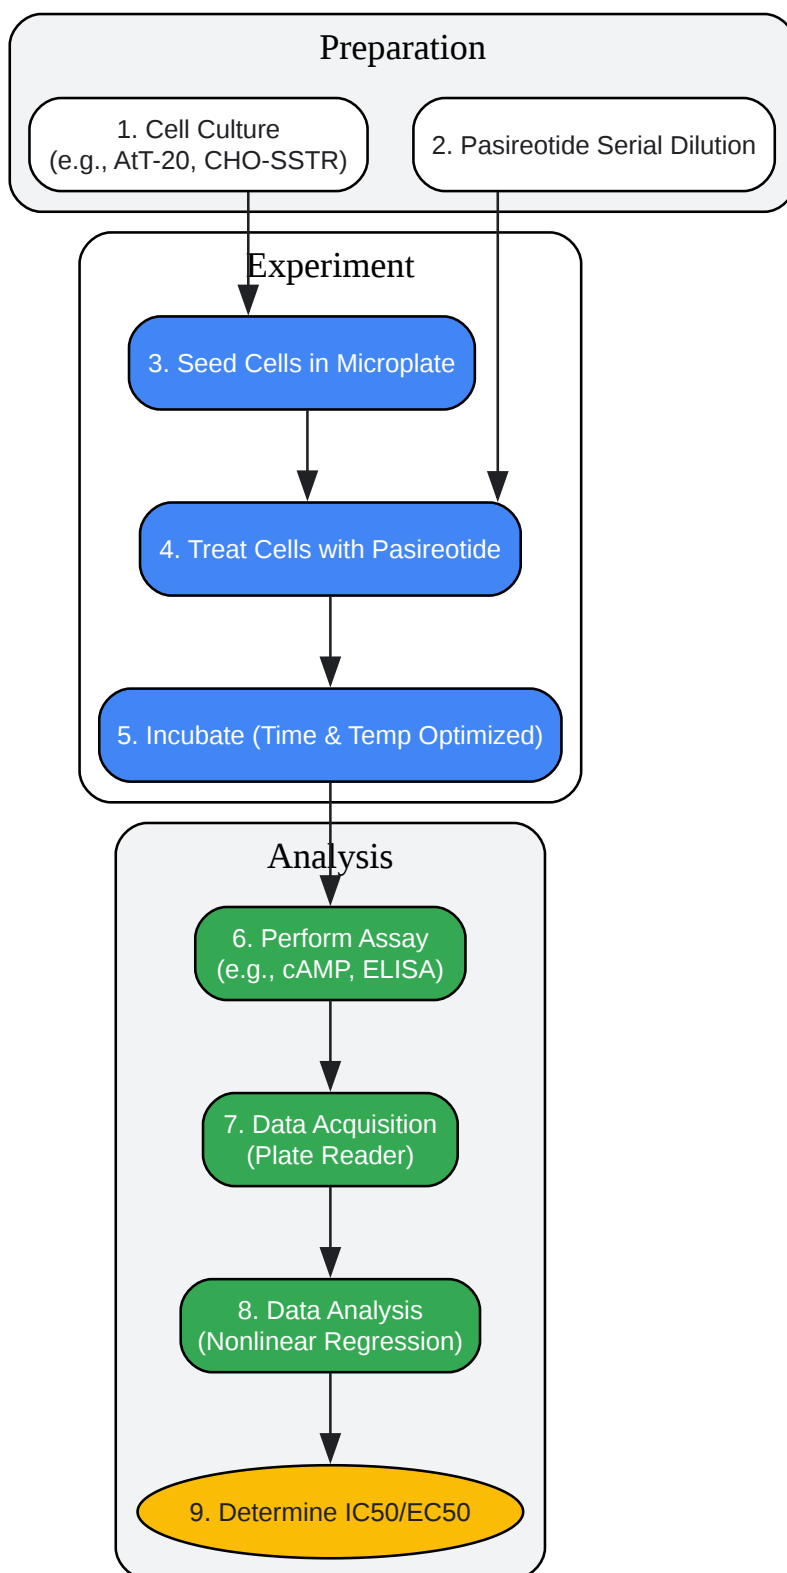 Preparation
1. Cell Culture
(e.g., AtT-20, CHO-SSTR)
2. Pasireotide Serial Dilution
Experiment
3. Seed Cells in Microplate
4. Treat Cells with Pasireotide
5. Incubate (Time & Temp Optimized)
Analysis
6. Perform Assay
(e.g., cAMP, ELISA)
7. Data Acquisition
(Plate Reader)
8. Data Analysis
(Nonlinear Regression)
9. Determine IC50/EC50